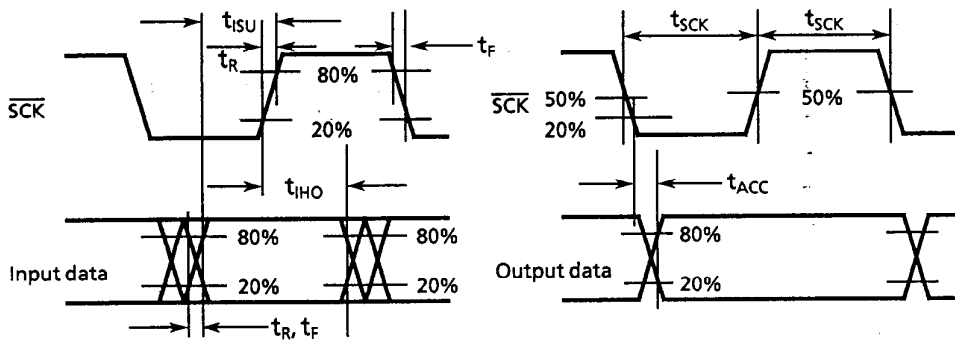 tISU
tR
tF
80%
20%
SCK
tIHO
80%
80%
20%
20%
Input data
tR, tF
tSCK
tSCK
SCK
50%
20%
50%
tACC
80%
20%
Output data